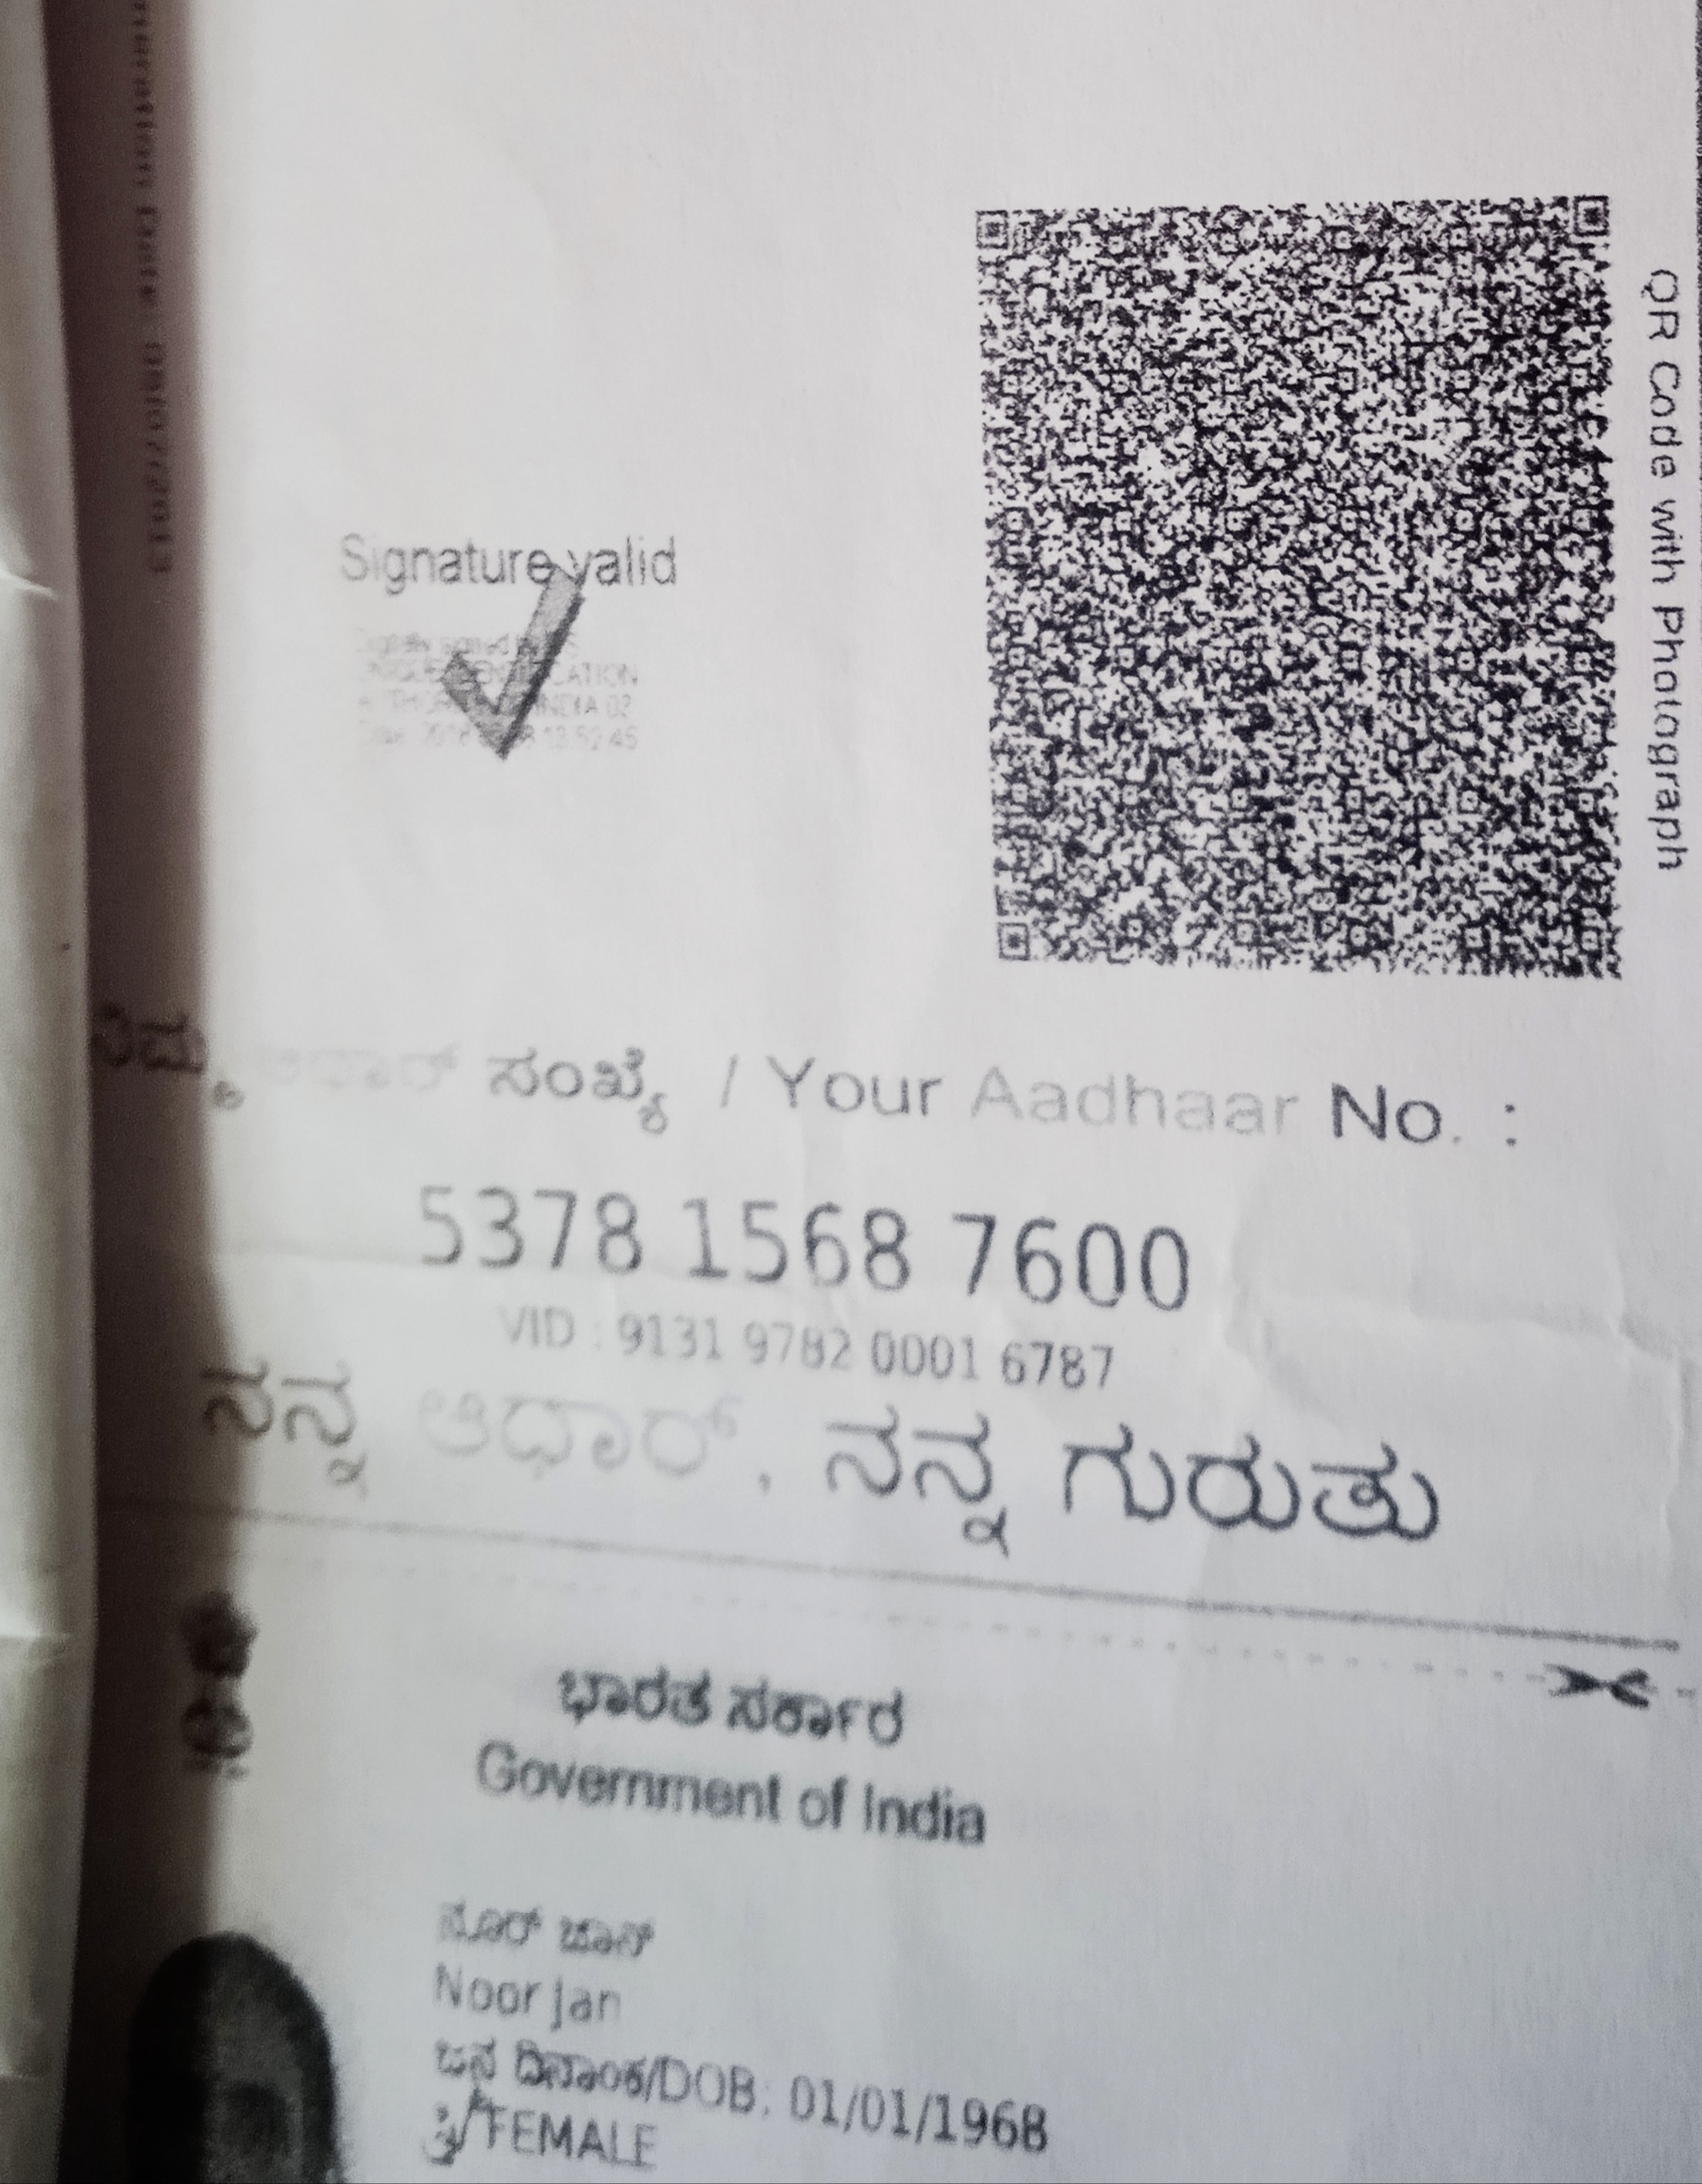 QR Code with Photograph
Signature valid
ಆಧಾರ್ ಸಂಖ್ಯೆ / Your Aadhaar No. :
5378 1568 7600
VID : 9131 9782 0001 6787
ನನ್ನ ಆಧಾರ್, ನನ್ನ ಗುರುತು
ಭಾರತ ಸರ್ಕಾರ
Government of India
ನೂರ್ ಜಾನ್
Noor Jan
ಜನ್ಮ ದಿನಾಂಕ/DOB: 01/01/1968
/FEMALE